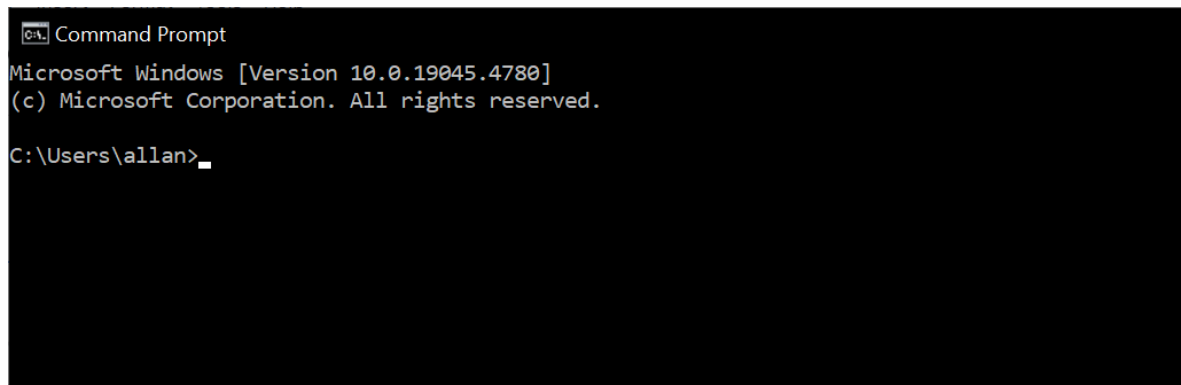 Command Prompt
Microsoft Windows [Version 10.0.19045.4780]
(c) Microsoft Corporation. All rights reserved.
C:\Users\allan>